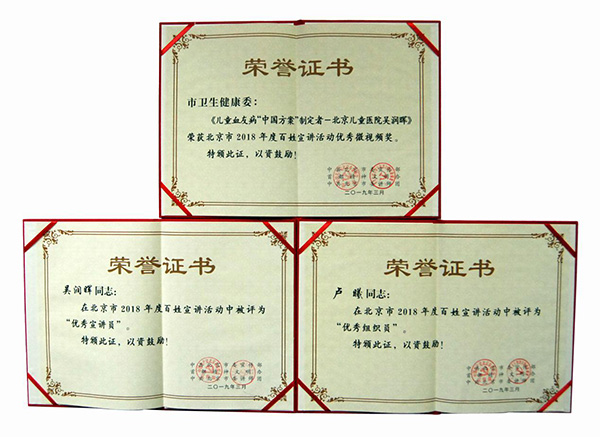 荣誉证书
市卫生健康委：
《儿童血友病“中国方案”制定者－北京儿童医院吴润晖》
荣获北京市2018年度百姓宣讲活动优秀微视频奖。
特颁此证，以资鼓励！
二〇一九年三月
荣誉证书
吴润晖同志：
在北京市2018年度百姓宣讲活动中被评为
“优秀宣讲员”。
特颁此证，以资鼓励！
二〇一九年三月
荣誉证书
卢曦同志：
在北京市2018年度百姓宣讲活动中被评为
“优秀组织员”。
特颁此证，以资鼓励！
二〇一九年三月